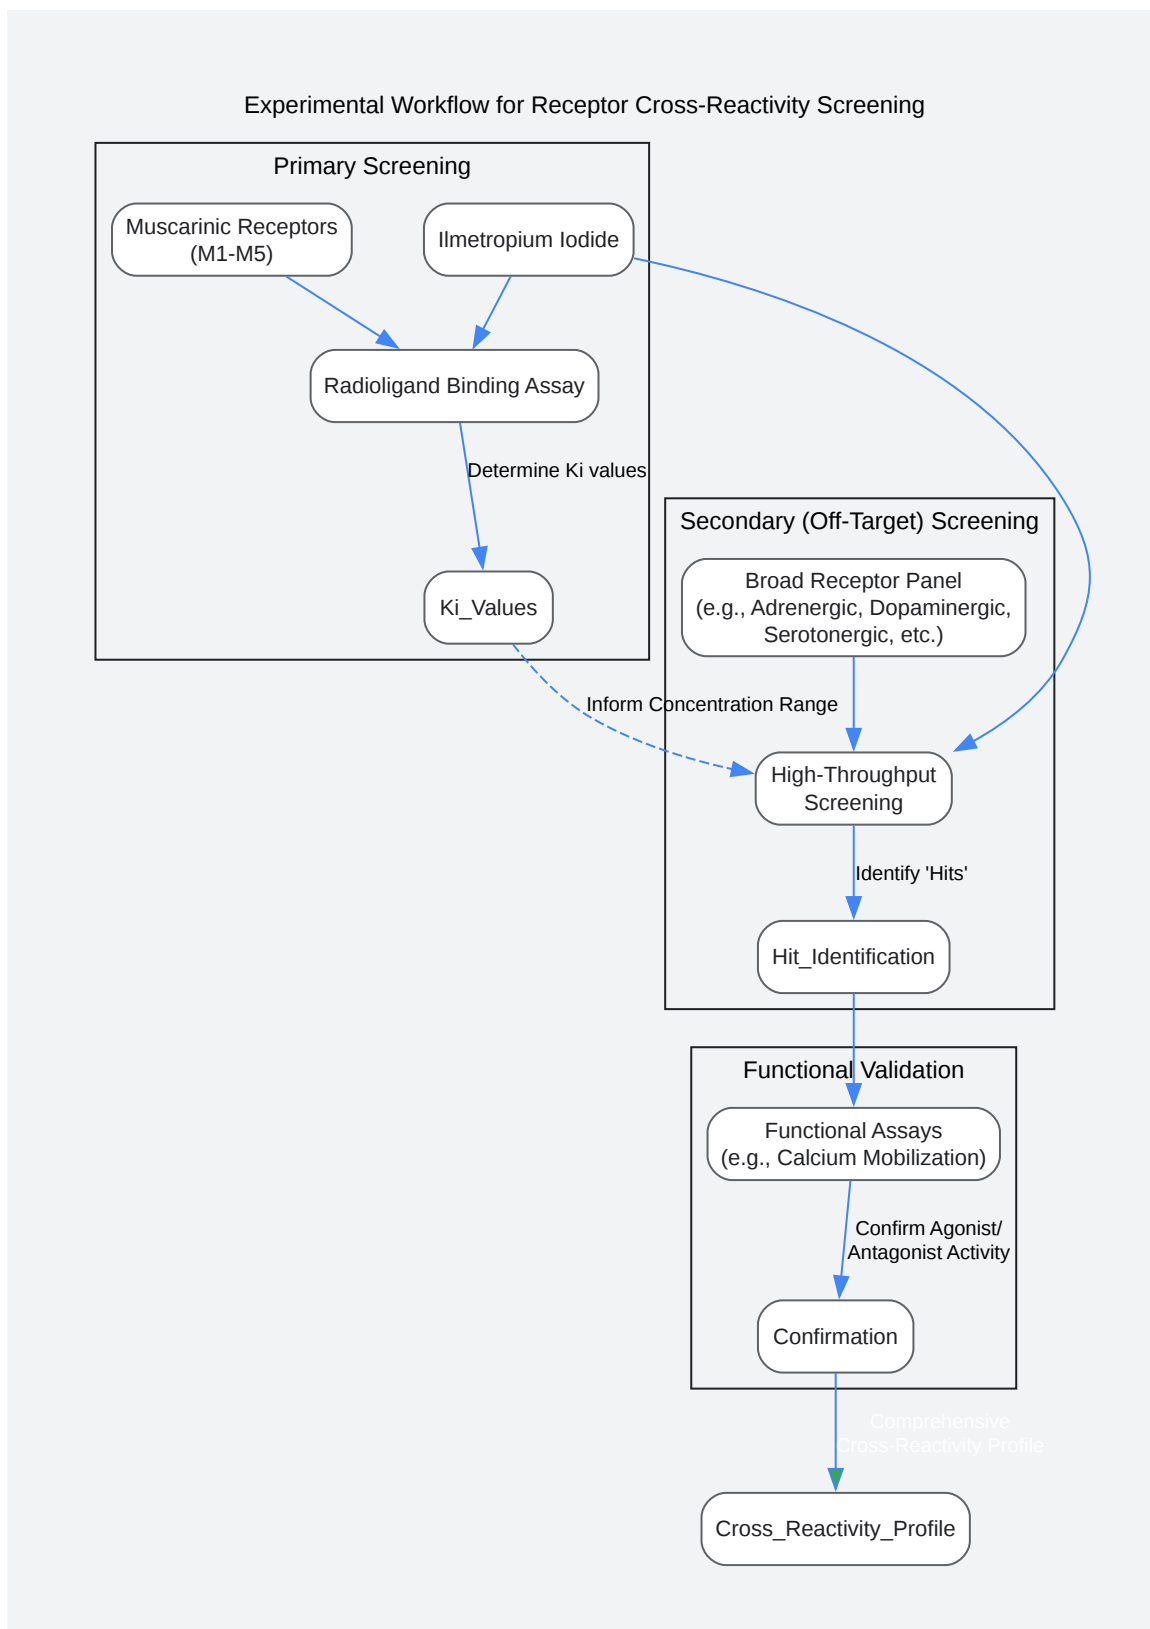 Experimental Workflow for Receptor Cross-Reactivity Screening
Primary Screening
Muscarinic Receptors
(M1-M5)
Ilmetropium Iodide
Radioligand Binding Assay
Determine Ki values
Ki_Values
Secondary (Off-Target) Screening
Broad Receptor Panel
(e.g., Adrenergic, Dopaminergic,
Serotonergic, etc.)
Inform Concentration Range
High-Throughput
Screening
Identify 'Hits'
Hit_Identification
Functional Validation
Functional Assays
(e.g., Calcium Mobilization)
Confirm Agonist/
Antagonist Activity
Confirmation
Comprehensive
Cross-Reactivity Profile
Cross_Reactivity_Profile